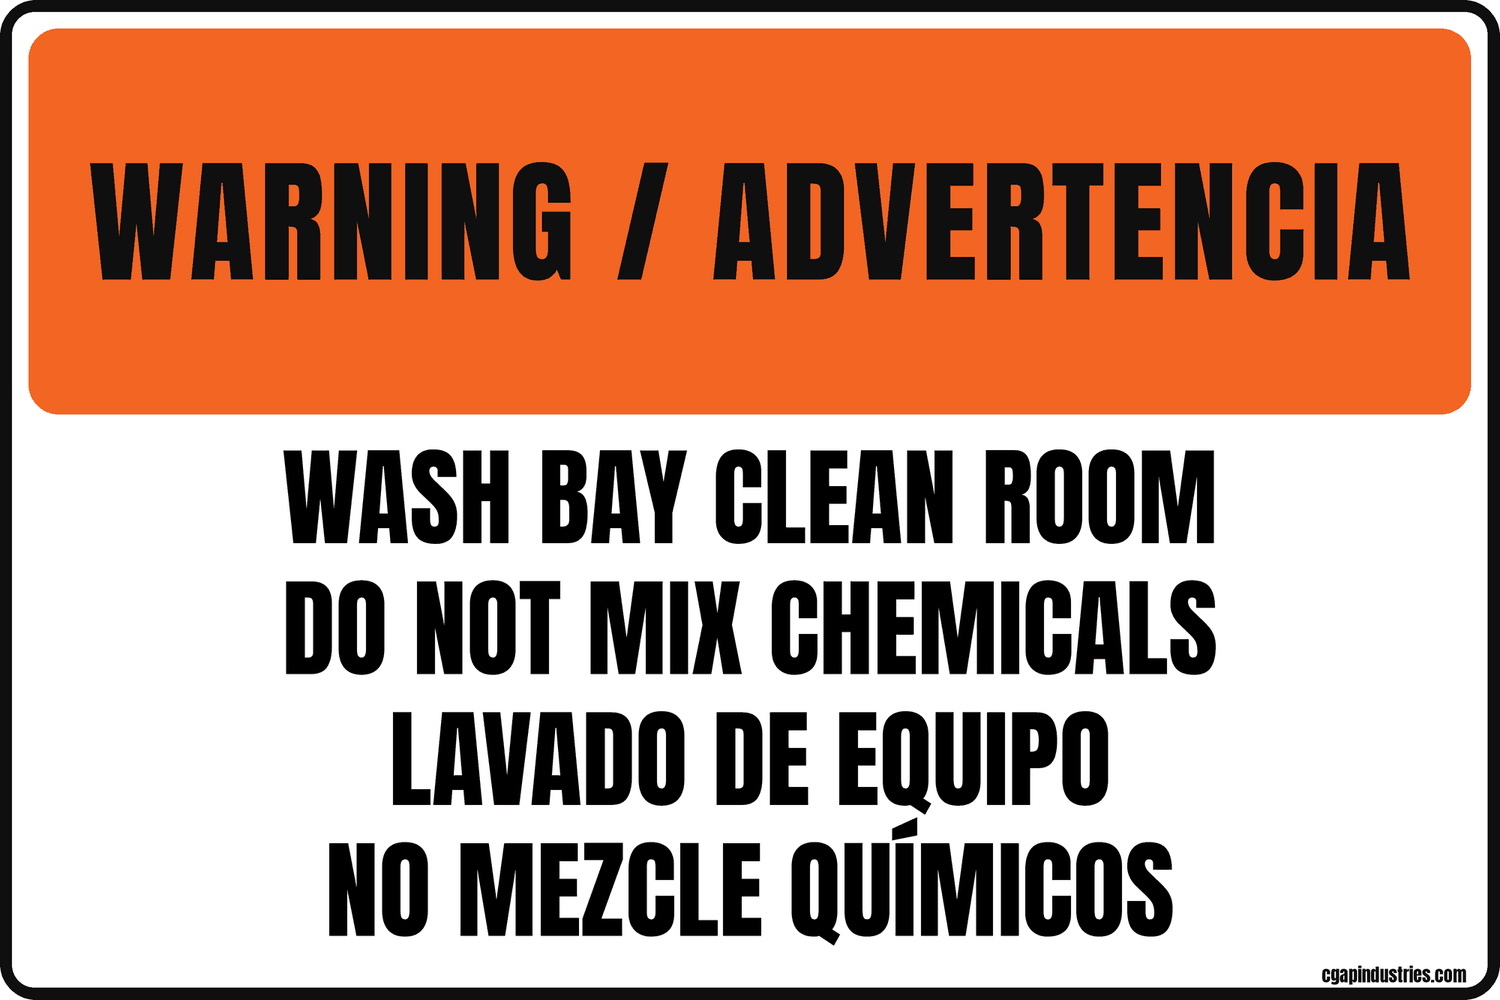 WARNING / ADVERTENCIA
WASH BAY CLEAN ROOM
DO NOT MIX CHEMICALS
LAVADO DE EQUIPO
NO MEZCLE QUÍMICOS
cgapindustries.com